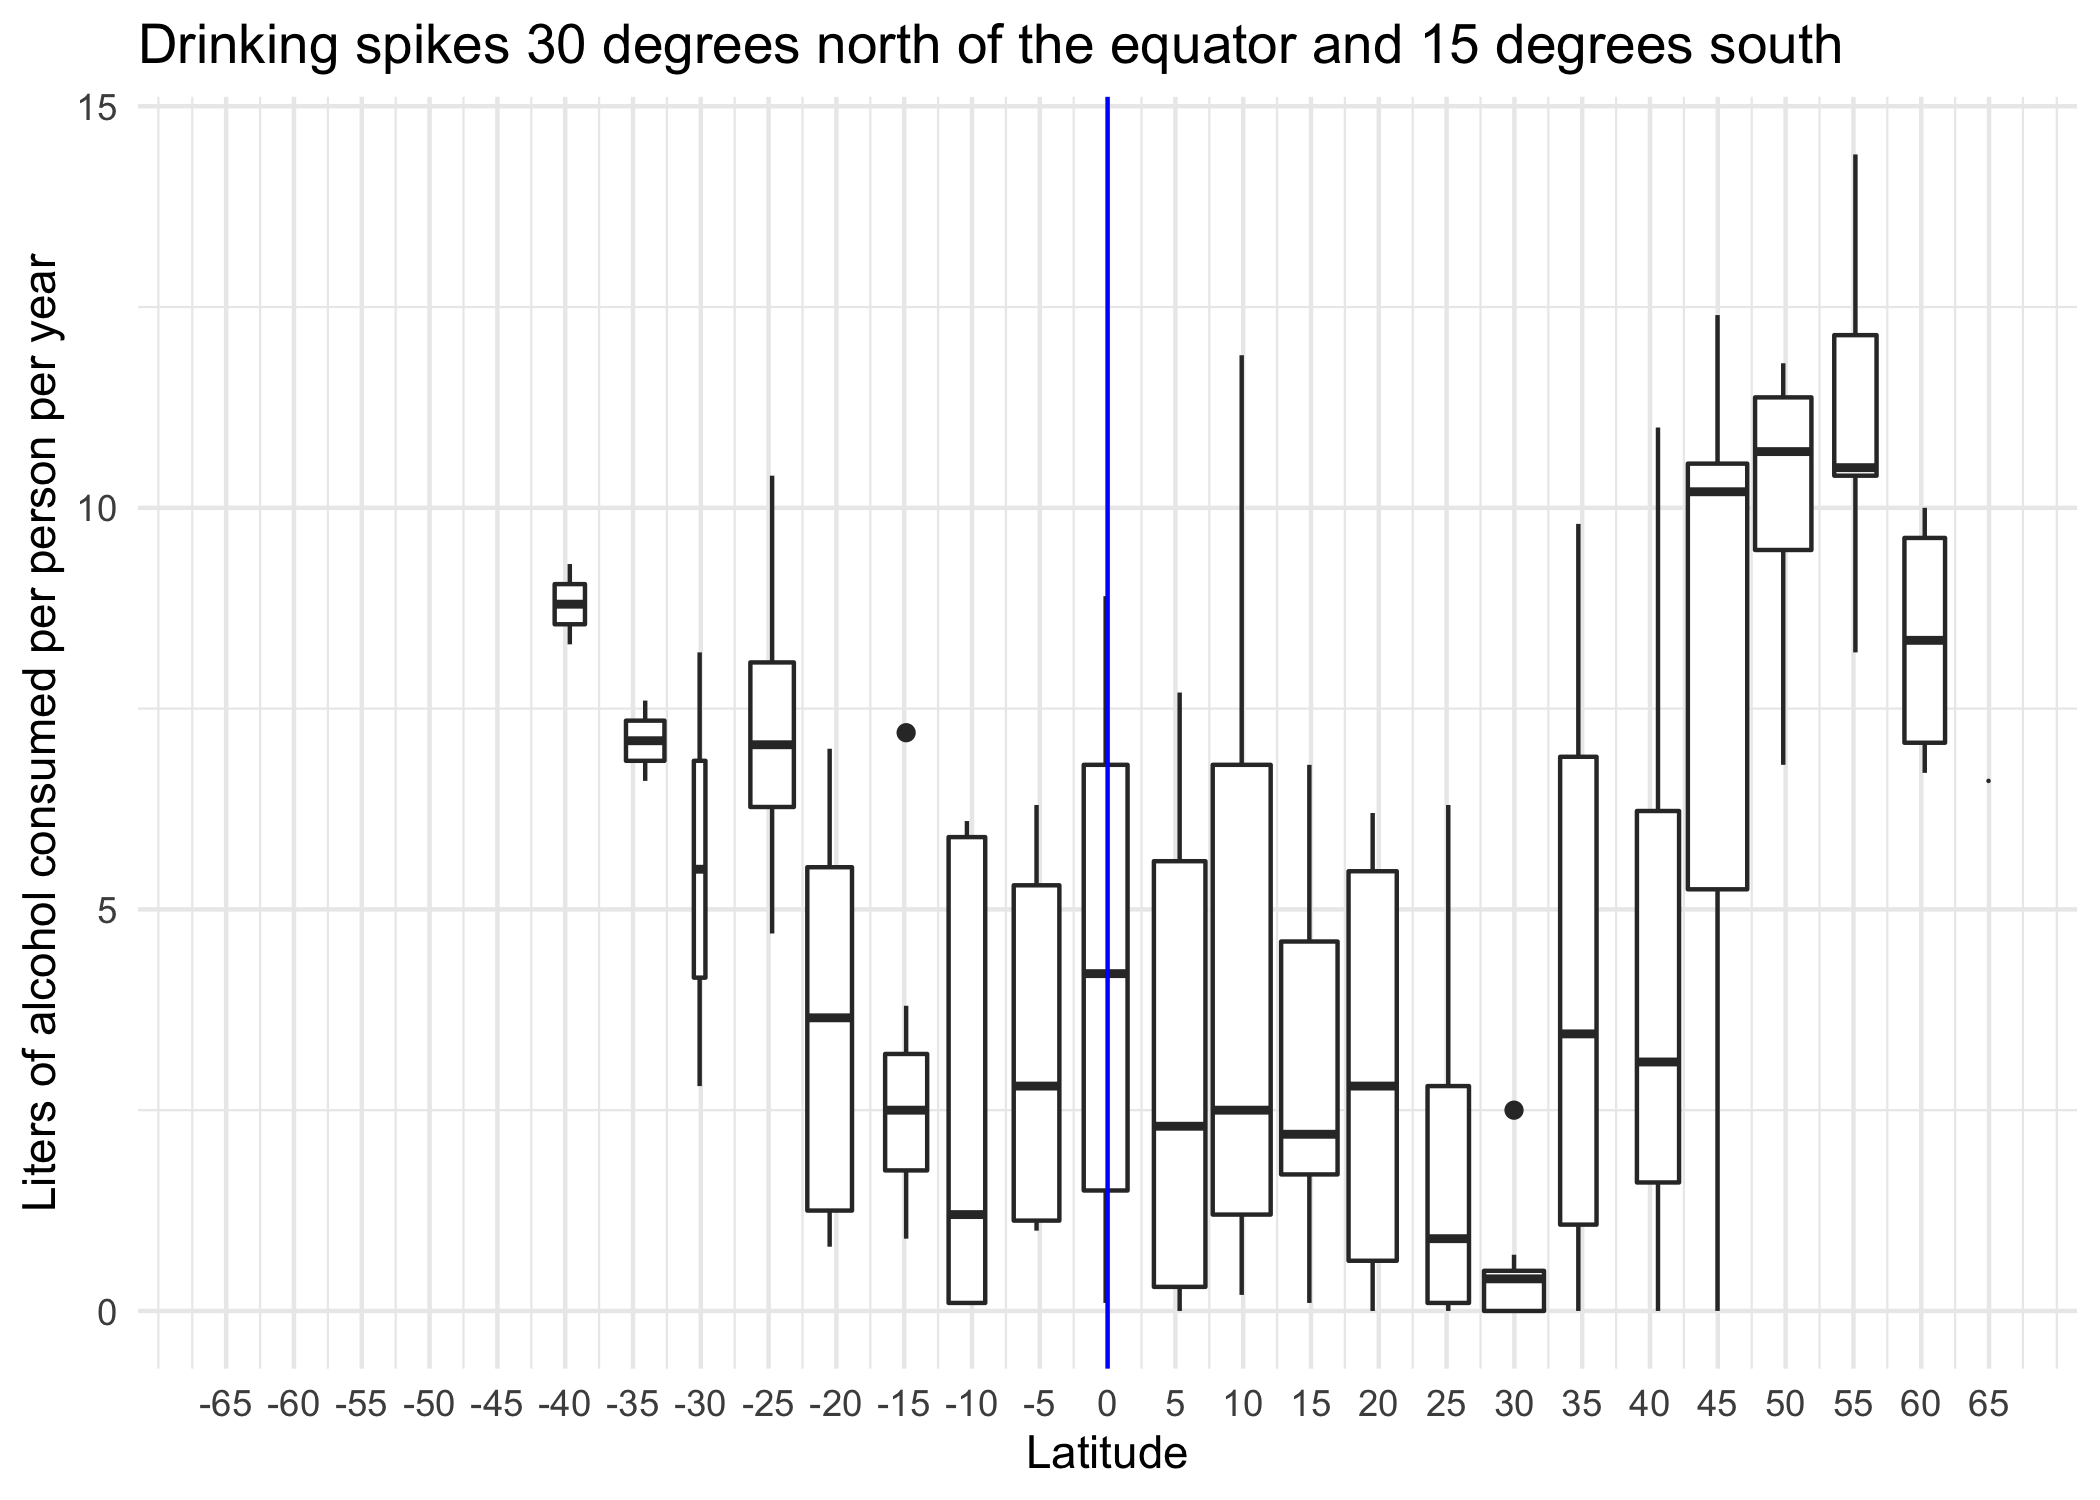 Drinking spikes 30 degrees north of the equator and 15 degrees south
Liters of alcohol consumed per person per year
15
10
5
0
-65 -60 -55 -50 -45 -40 -35 -30 -25 -20 -15 -10 -5 0 5 10 15 20 25 30 35 40 45 50 55 60 65
Latitude